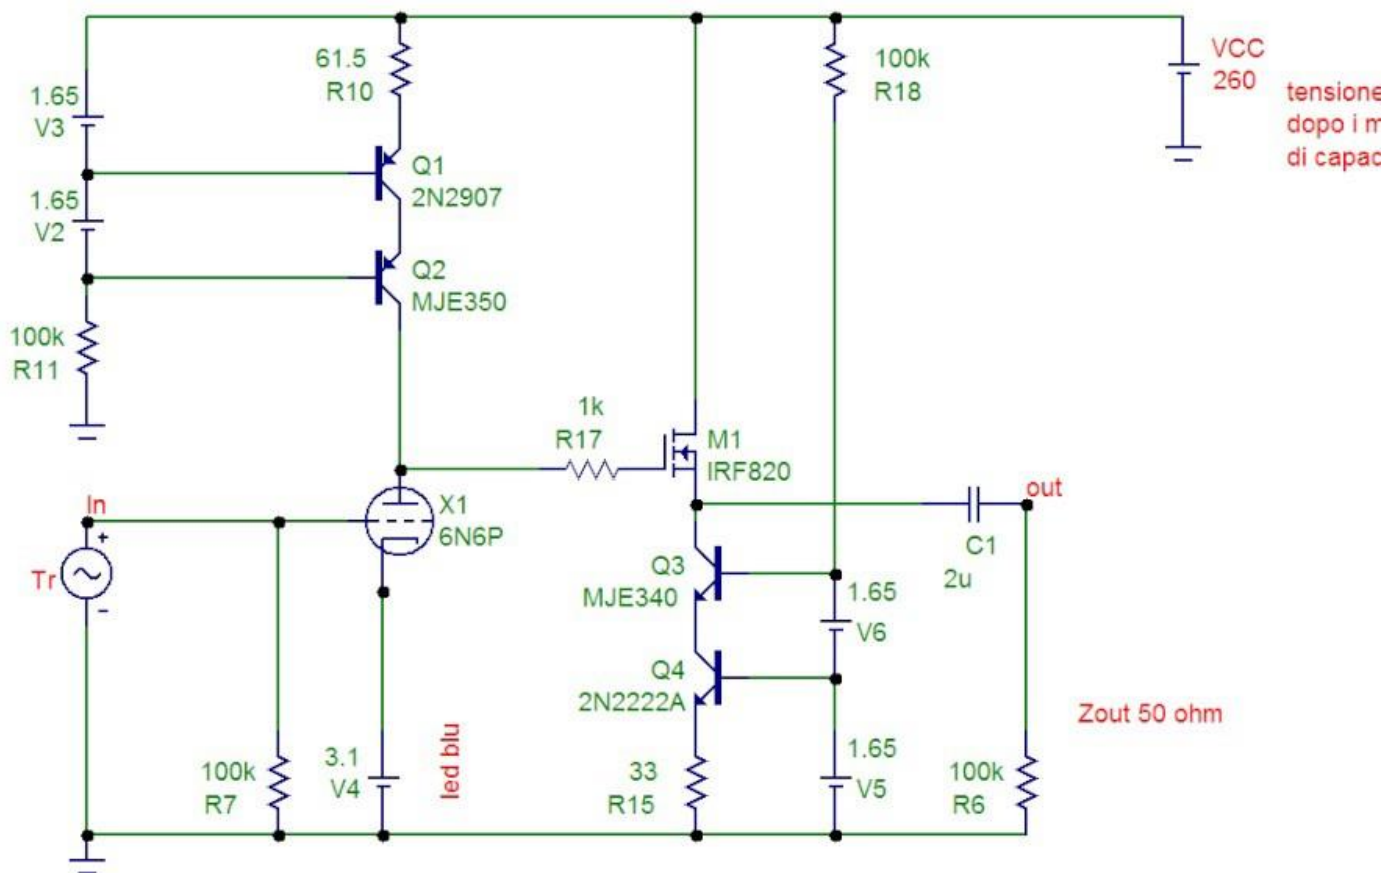 VCC
260
tensione
dopo i m
di capac
61.5
R10
100k
R18
1.65
V3
Q1
2N2907
1.65
V2
Q2
MJE350
100k
R11
1k
R17
M1
IRF820
In
X1
6N6P
out
+
Tr
-
Q3
MJE340
C1
2u
1.65
V6
Q4
2N2222A
Zout 50 ohm
100k
R7
3.1
V4
led blu
33
R15
1.65
V5
100k
R6